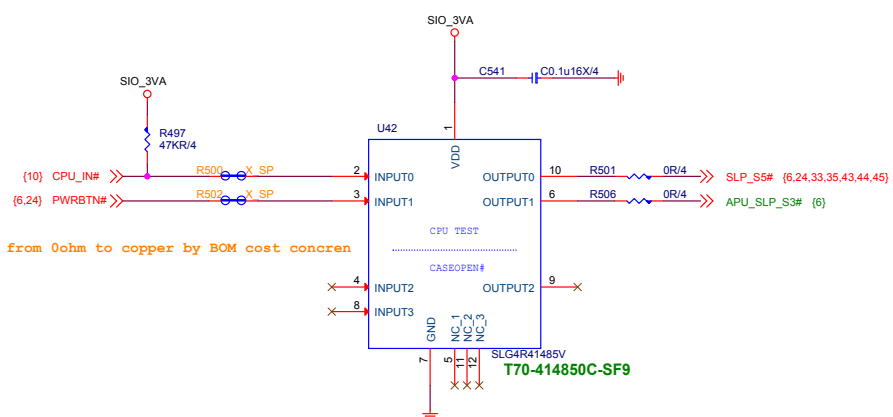 SIO_3VA
C541 C0.1u16X/4
SIO_3VA
R497
47KR/4
U42
1
VDD
{10} CPU_IN# R500 X_SP 2 INPUT0 OUTPUT0 10 R501 0R/4 SLP_S5# {6,24,33,35,43,44,45}
{6,24} PWRBTN# R502 X_SP 3 INPUT1 OUTPUT1 6 R506 0R/4 APU_SLP_S3# {6}
CPU TEST
from 0ohm to copper by BOM cost concren
CASEOPEN#
4 INPUT2 OUTPUT2 9
8 INPUT3
GND NC_1 NC_2 NC_3
7 5 11 12
SLG4R41485V
T70-414850C-SF9